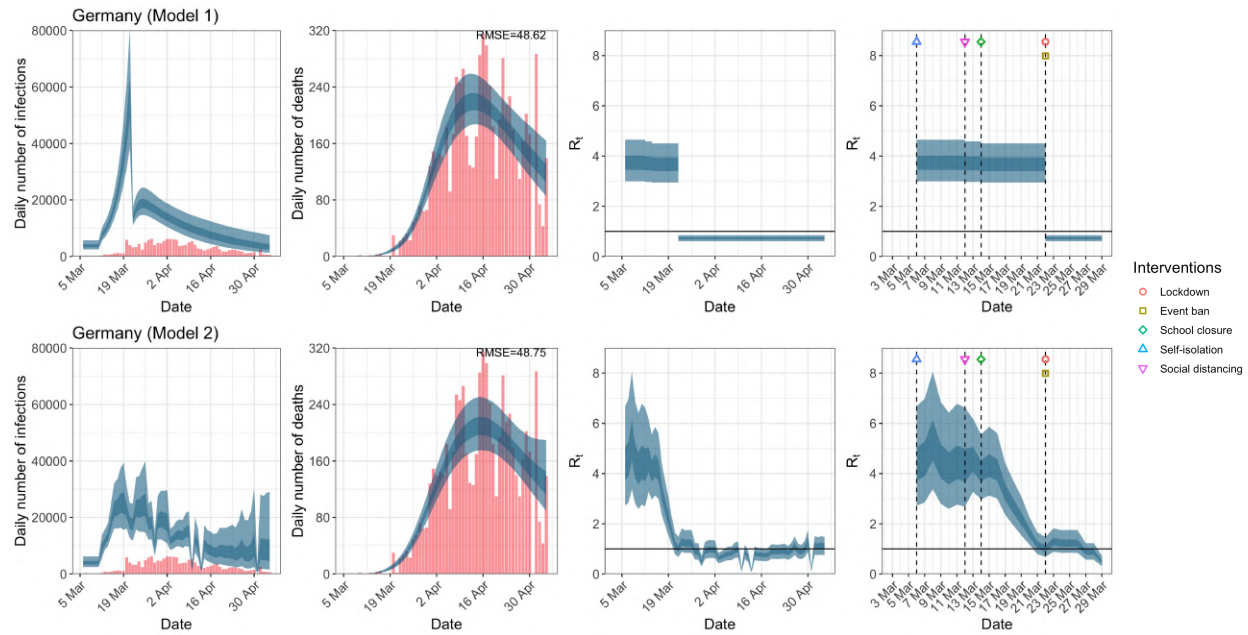 Germany (Model 1)
Daily number of infections
80000
60000
40000
20000
0
5 Mar
19 Mar
2 Apr
16 Apr
30 Apr
Date
Daily number of deaths
320
240
160
80
0
RMSE=48.62
5 Mar
19 Mar
2 Apr
16 Apr
30 Apr
Date
Rt
8
6
4
2
1
0
5 Mar
19 Mar
2 Apr
16 Apr
30 Apr
Date
Rt
8
6
4
2
1
0
3 Mar
5 Mar
7 Mar
9 Mar
11 Mar
13 Mar
15 Mar
17 Mar
19 Mar
21 Mar
23 Mar
25 Mar
27 Mar
29 Mar
Date
Germany (Model 2)
Daily number of infections
80000
60000
40000
20000
0
5 Mar
19 Mar
2 Apr
16 Apr
30 Apr
Date
Daily number of deaths
320
240
160
80
0
RMSE=48.75
5 Mar
19 Mar
2 Apr
16 Apr
30 Apr
Date
Rt
8
6
4
2
1
0
5 Mar
19 Mar
2 Apr
16 Apr
30 Apr
Date
Rt
8
6
4
2
1
0
3 Mar
5 Mar
7 Mar
9 Mar
11 Mar
13 Mar
15 Mar
17 Mar
19 Mar
21 Mar
23 Mar
25 Mar
27 Mar
29 Mar
Date
Interventions
Lockdown
Event ban
School closure
Self-isolation
Social distancing